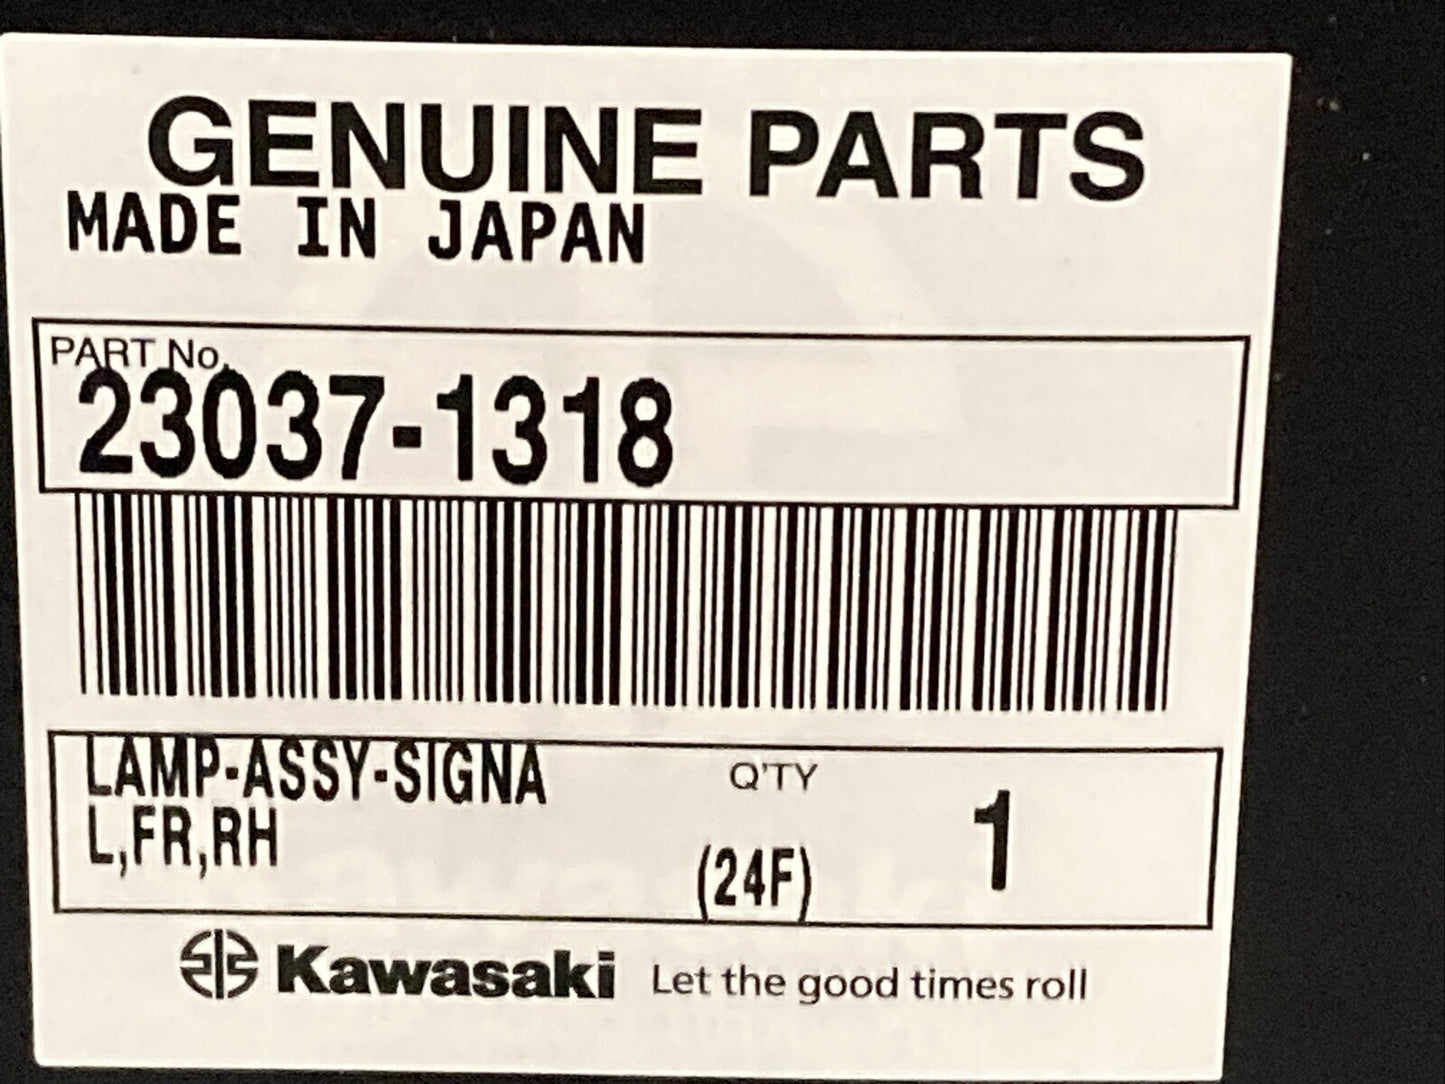 GENUINE PARTS
MADE IN JAPAN
PART No.
23037-1318
LAMP-ASSY-SIGNA
L,FR,RH
Q'TY
(24F)
1
Kawasaki Let the good times roll